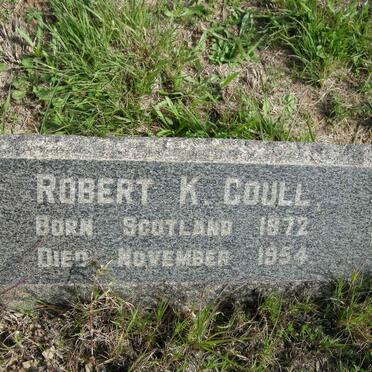 ROBERT K. COULL.
BORN SCOTLAND 1872
DIED NOVEMBER 1954